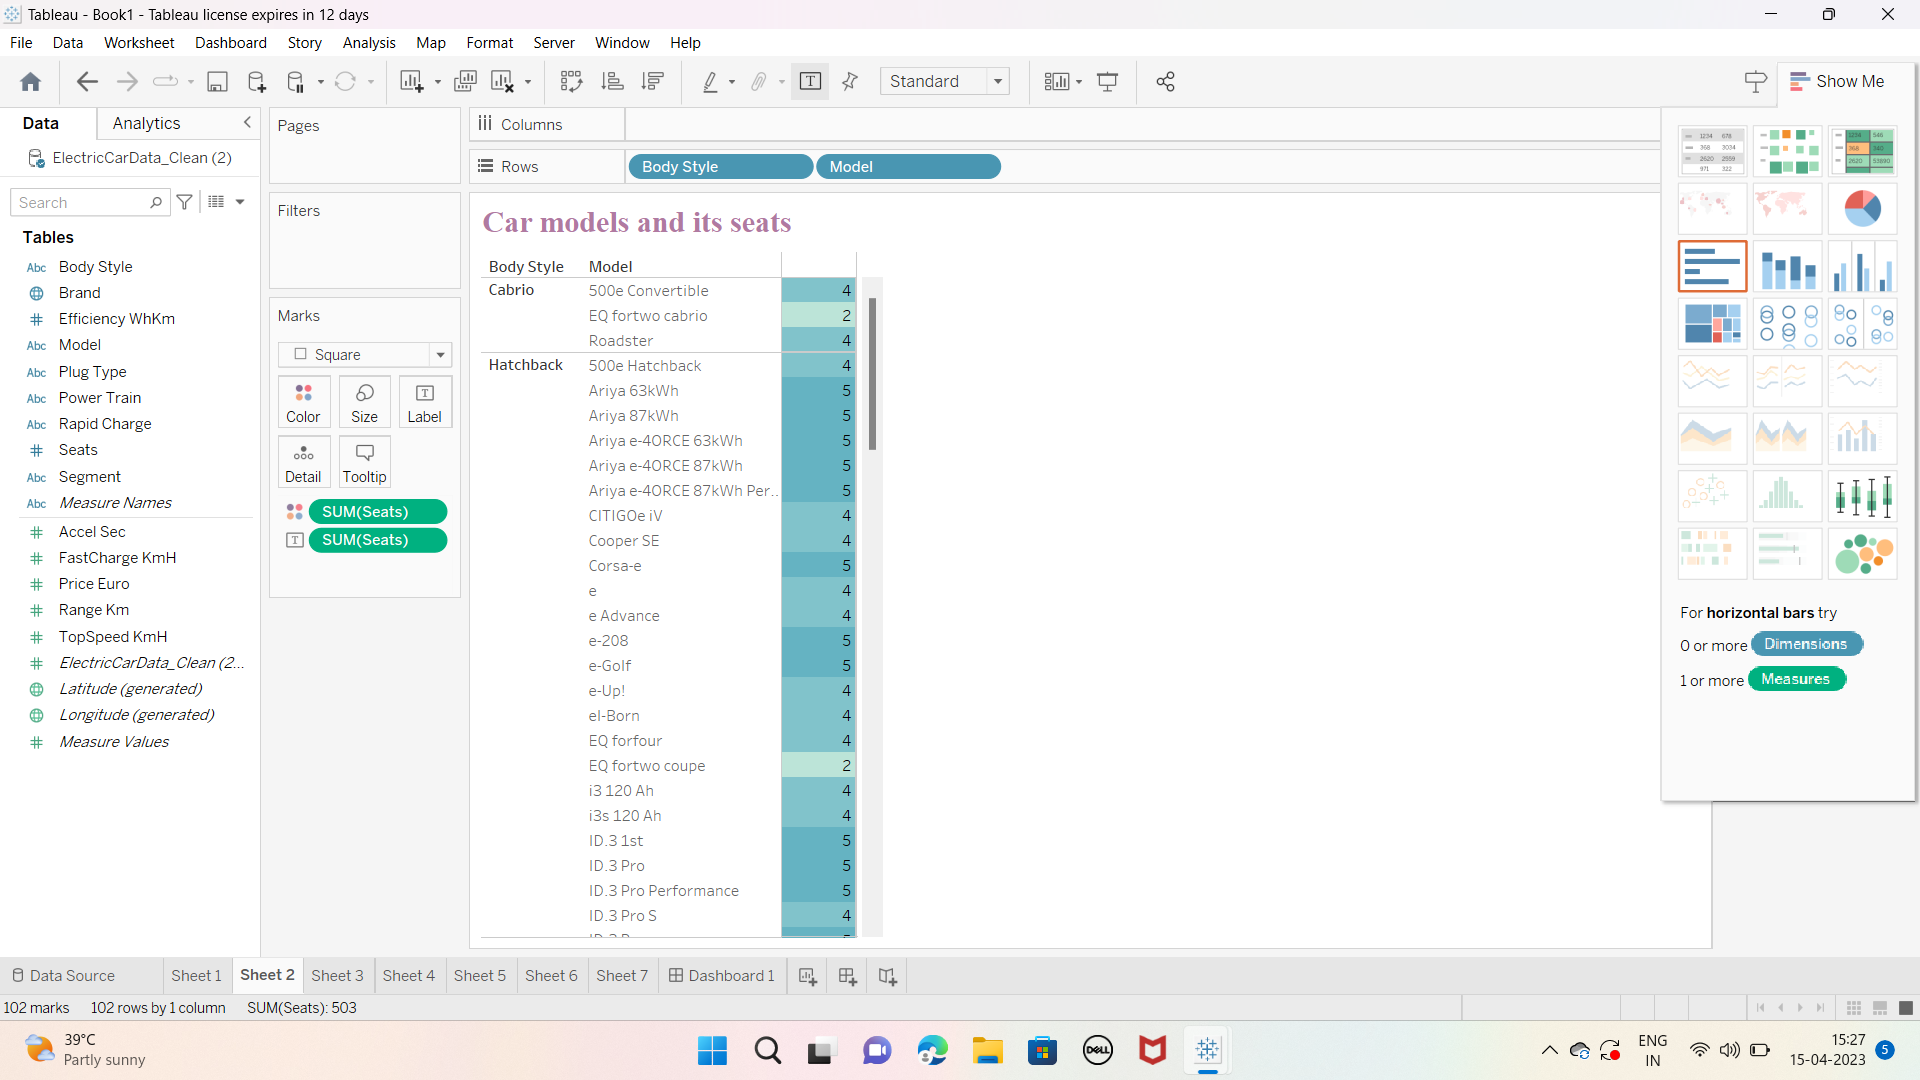 Tableau - Book1 - Tableau license expires in 12 days
File Data Worksheet Dashboard Story Analysis Map Format Server Window Help
Standard
Show Me
Data Analytics
ElectricCarData_Clean (2)
Search
Tables
Abc Body Style
Brand
# Efficiency WhKm
Abc Model
Abc Plug Type
Abc Power Train
Abc Rapid Charge
# Seats
Abc Segment
Abc Measure Names
# Accel Sec
# FastCharge KmH
# Price Euro
# Range Km
# TopSpeed KmH
# ElectricCarData_Clean (2...
Latitude (generated)
Longitude (generated)
# Measure Values
Pages
Filters
Marks
Square
Color Size Label
Detail Tooltip
SUM(Seats)
SUM(Seats)
Columns
Rows Body Style Model
Car models and its seats
Body Style Model
Cabrio 500e Convertible 4
EQ fortwo cabrio 2
Roadster 4
Hatchback 500e Hatchback 4
Ariya 63kWh 5
Ariya 87kWh 5
Ariya e-4ORCE 63kWh 5
Ariya e-4ORCE 87kWh 5
Ariya e-4ORCE 87kWh Per.. 5
CITIGOe iV 4
Cooper SE 4
Corsa-e 5
e 4
e Advance 4
e-208 5
e-Golf 5
e-Up! 4
el-Born 4
EQ forfour 4
EQ fortwo coupe 2
i3 120 Ah 4
i3s 120 Ah 4
ID.3 1st 5
ID.3 Pro 5
ID.3 Pro Performance 5
ID.3 Pro S 4
For horizontal bars try
0 or more Dimensions
1 or more Measures
Data Source Sheet 1 Sheet 2 Sheet 3 Sheet 4 Sheet 5 Sheet 6 Sheet 7 Dashboard 1
102 marks 102 rows by 1 column SUM(Seats): 503
39°C
Partly sunny
DELL
ENG
IN
15:27
15-04-2023
5